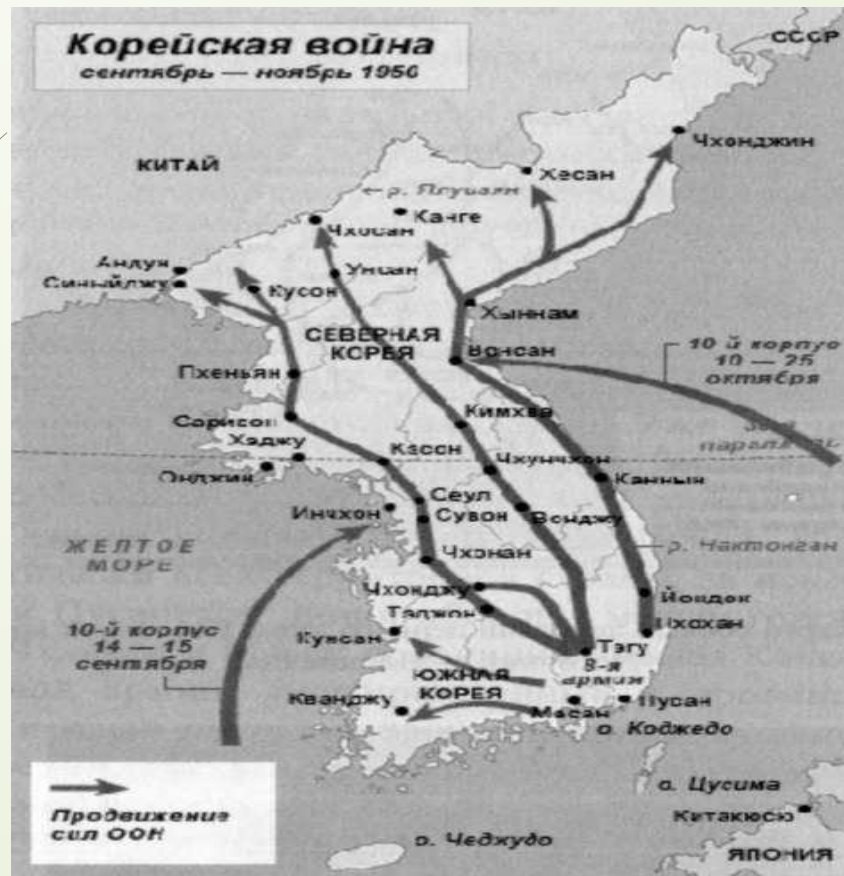 Корейская война
сентябрь — ноябрь 1950
СССР
Чхонджин
КИТАЙ
Хесан
← р. Ялуцзян
Канге
Чхосан
Андун
Синыйджу
Унсан
Кусон
Хыннам
СЕВЕРНАЯ
КОРЕЯ
Вонсан
10-й корпус
10 — 25
октября
Пхеньян
Саривон
Кимхва
Хэджу
Кэсон
Чхунчхон
Онджин
Каннын
Сеул
Инчхон
Сувон
Вонджу
ЖЕЛТОЕ
МОРЕ
Чхонан
р. Нактонган
Чхонджу
Йондок
Тэджон
Пхохан
10-й корпус
14 — 15
сентября
Кунсан
Тэгу
8-я
армия
ЮЖНАЯ
КОРЕЯ
Кванджу
Масан
Пусан
о. Коджедо
о. Цусима
Продвижение
сил ООН
Китакюсю
о. Чеджудо
ЯПОНИЯ